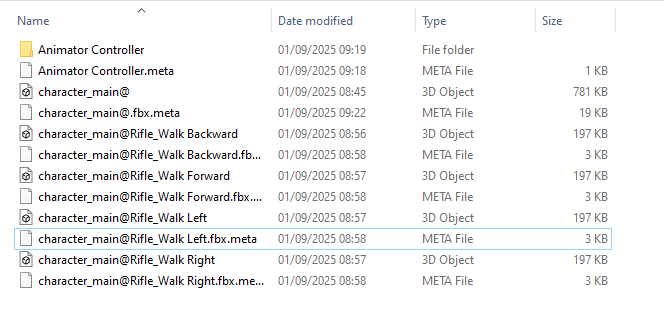 Name Date modified Type Size
Animator Controller 01/09/2025 09:19 File folder
Animator Controller.meta 01/09/2025 09:18 META File 1 KB
character_main@ 01/09/2025 08:45 3D Object 781 KB
character_main@.fbx.meta 01/09/2025 09:22 META File 19 KB
character_main@Rifle_Walk Backward 01/09/2025 08:56 3D Object 197 KB
character_main@Rifle_Walk Backward.fb... 01/09/2025 08:58 META File 3 KB
character_main@Rifle_Walk Forward 01/09/2025 08:57 3D Object 197 KB
character_main@Rifle_Walk Forward.fbx.... 01/09/2025 08:58 META File 3 KB
character_main@Rifle_Walk Left 01/09/2025 08:57 3D Object 197 KB
character_main@Rifle_Walk Left.fbx.meta 01/09/2025 08:58 META File 3 KB
character_main@Rifle_Walk Right 01/09/2025 08:57 3D Object 197 KB
character_main@Rifle_Walk Right.fbx.me... 01/09/2025 08:58 META File 3 KB